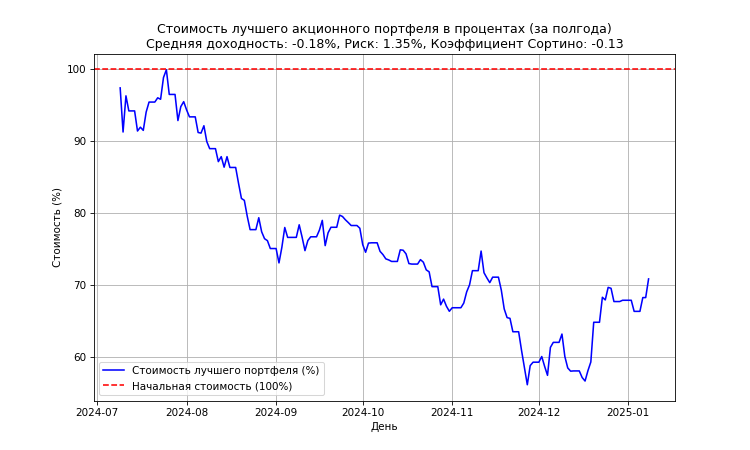 Стоимость лучшего акционного портфеля в процентах (за полгода)
Средняя доходность: -0.18%, Риск: 1.35%, Коэффициент Сортино: -0.13
Стоимость (%)
100
90
80
70
60
Стоимость лучшего портфеля (%)
Начальная стоимость (100%)
2024-07
2024-08
2024-09
2024-10
2024-11
2024-12
2025-01
День